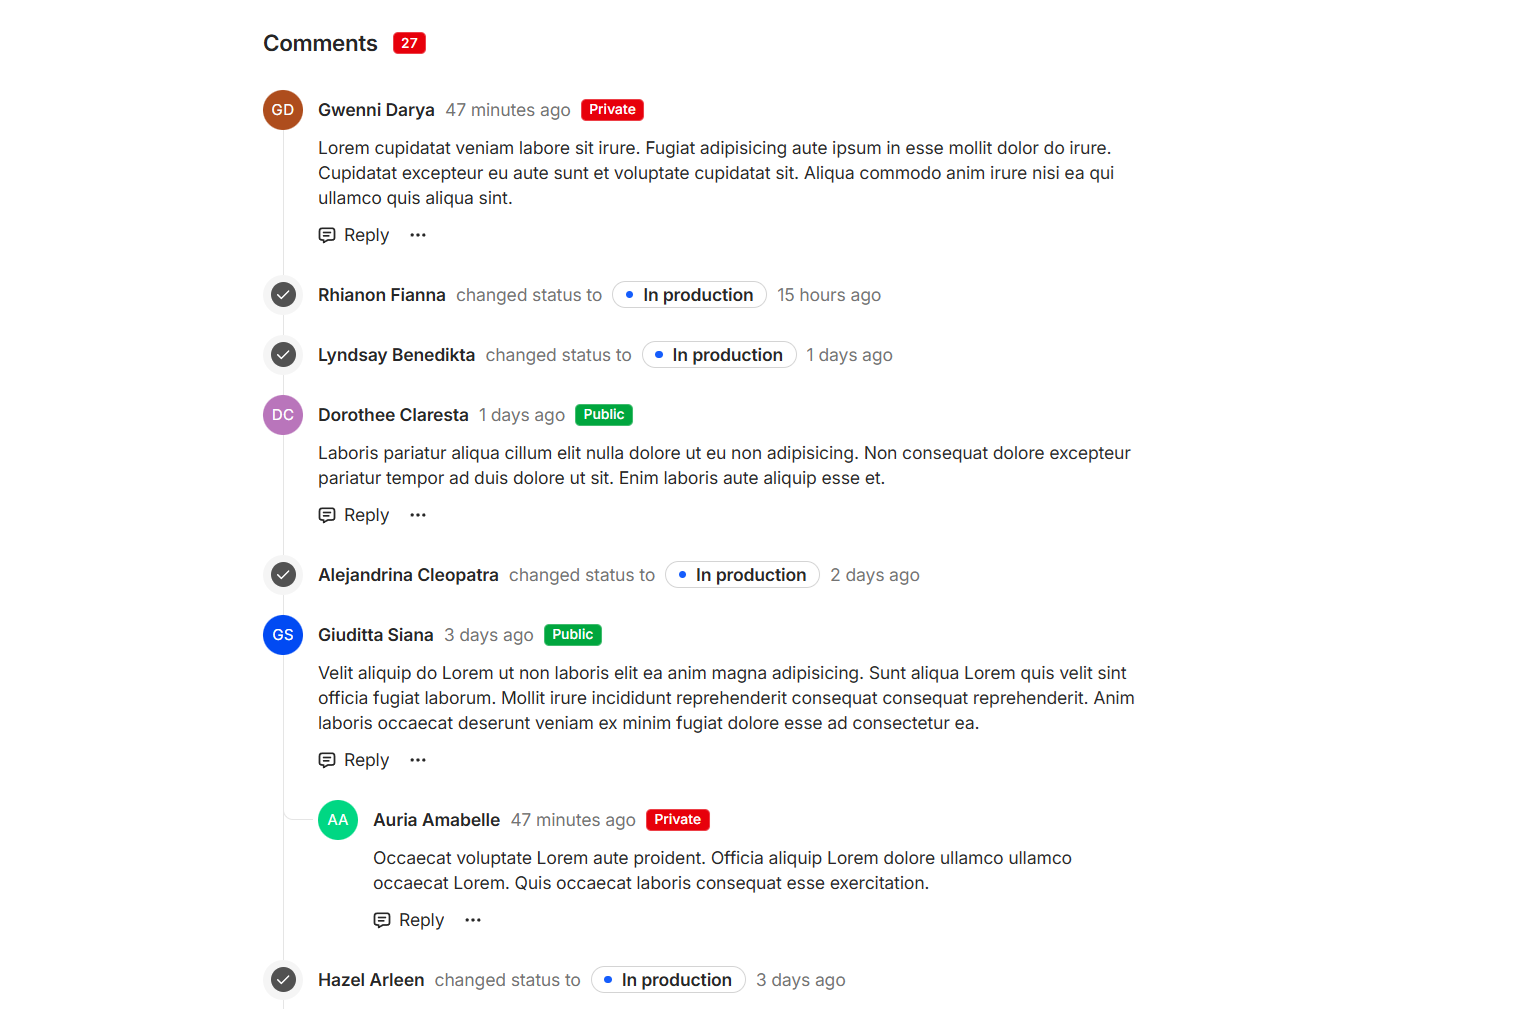 Comments 27
GD Gwenni Darya 47 minutes ago Private
Lorem cupidatat veniam labore sit irure. Fugiat adipisicing aute ipsum in esse mollit dolor do irure.
Cupidatat excepteur eu aute sunt et voluptate cupidatat sit. Aliqua commodo anim irure nisi ea qui
ullamco quis aliqua sint.
Reply
Rhianon Fianna changed status to In production 15 hours ago
Lyndsay Benedikta changed status to In production 1 days ago
DC Dorothee Claresta 1 days ago Public
Laboris pariatur aliqua cillum elit nulla dolore ut eu non adipisicing. Non consequat dolore excepteur
pariatur tempor ad duis dolore ut sit. Enim laboris aute aliquip esse et.
Reply
Alejandrina Cleopatra changed status to In production 2 days ago
GS Giuditta Siana 3 days ago Public
Velit aliquip do Lorem ut non laboris elit ea anim magna adipisicing. Sunt aliqua Lorem quis velit sint
officia fugiat laborum. Mollit irure incididunt reprehenderit consequat consequat reprehenderit. Anim
laboris occaecat deserunt veniam ex minim fugiat dolore esse ad consectetur ea.
Reply
AA Auria Amabelle 47 minutes ago Private
Occaecat voluptate Lorem aute proident. Officia aliquip Lorem dolore ullamco ullamco
occaecat Lorem. Quis occaecat laboris consequat esse exercitation.
Reply
Hazel Arleen changed status to In production 3 days ago